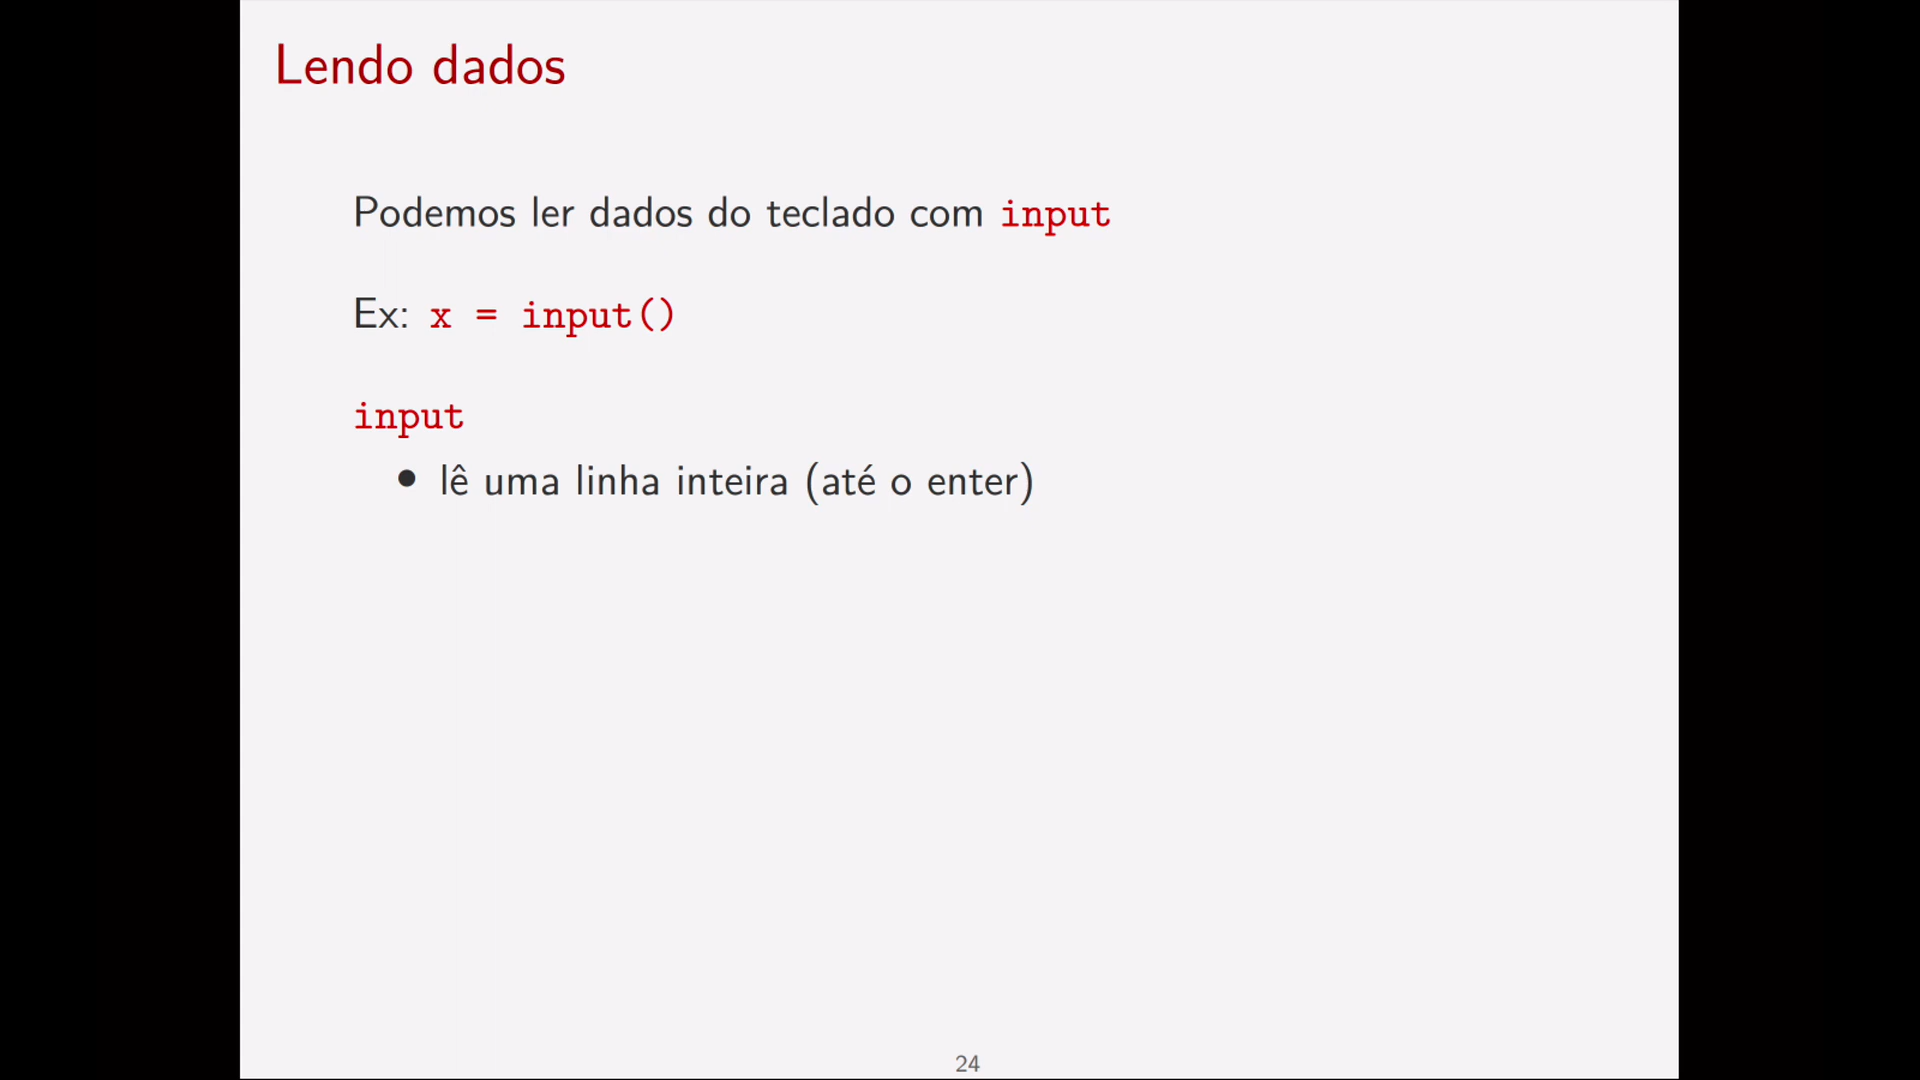 Lendo dados
Podemos ler dados do teclado com input
Ex: x = input()
input
• lê uma linha inteira (até o enter)
24